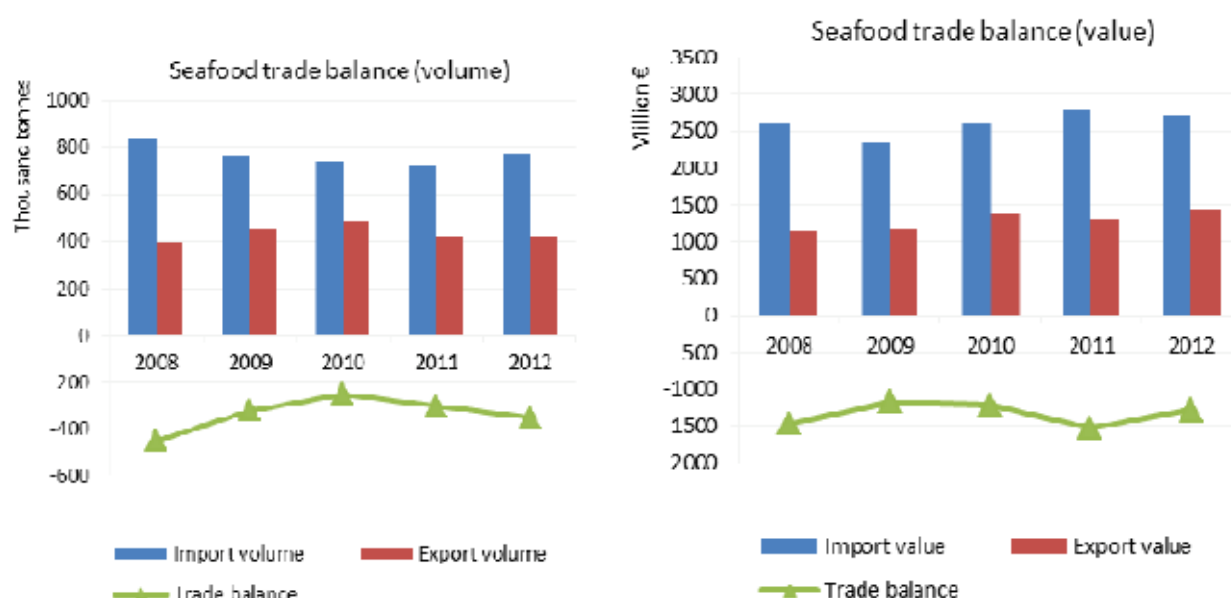 Seafood trade balance (volume)
Thousand tonnes
1000
800
600
400
200
0
2008 2009 2010 2011 2012
200
-400
-600
Import volume Export volume
Trade balance
Seafood trade balance (value)
Million €
3500
3000
2500
2000
1500
1000
500
0
2008 2009 2010 2011 2012
500
-1000
1500
2000
Import value Export value
Trade balance